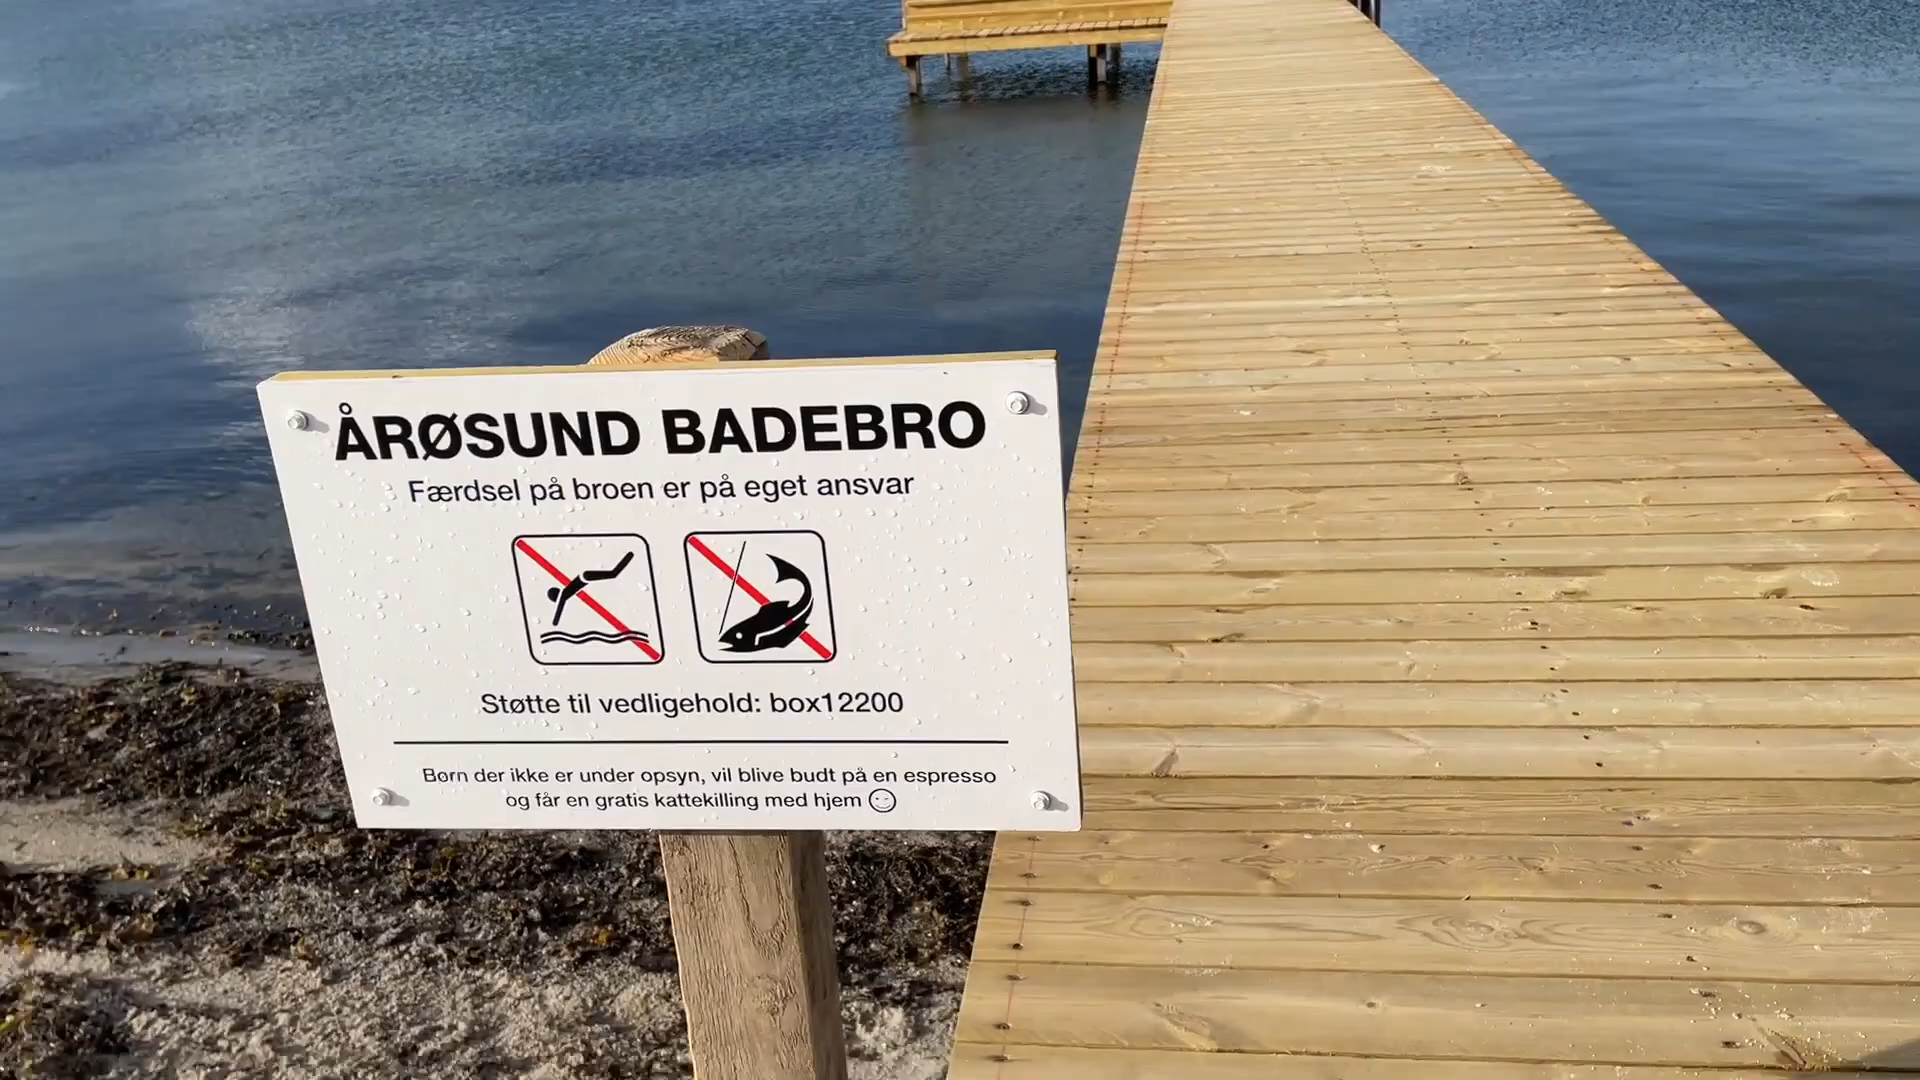 ÅRØSUND BADEBRO
Færdsel på broen er på eget ansvar
Støtte til vedligehold: box12200
Børn der ikke er under opsyn, vil blive budt på en espresso
og får en gratis kattekilling med hjem